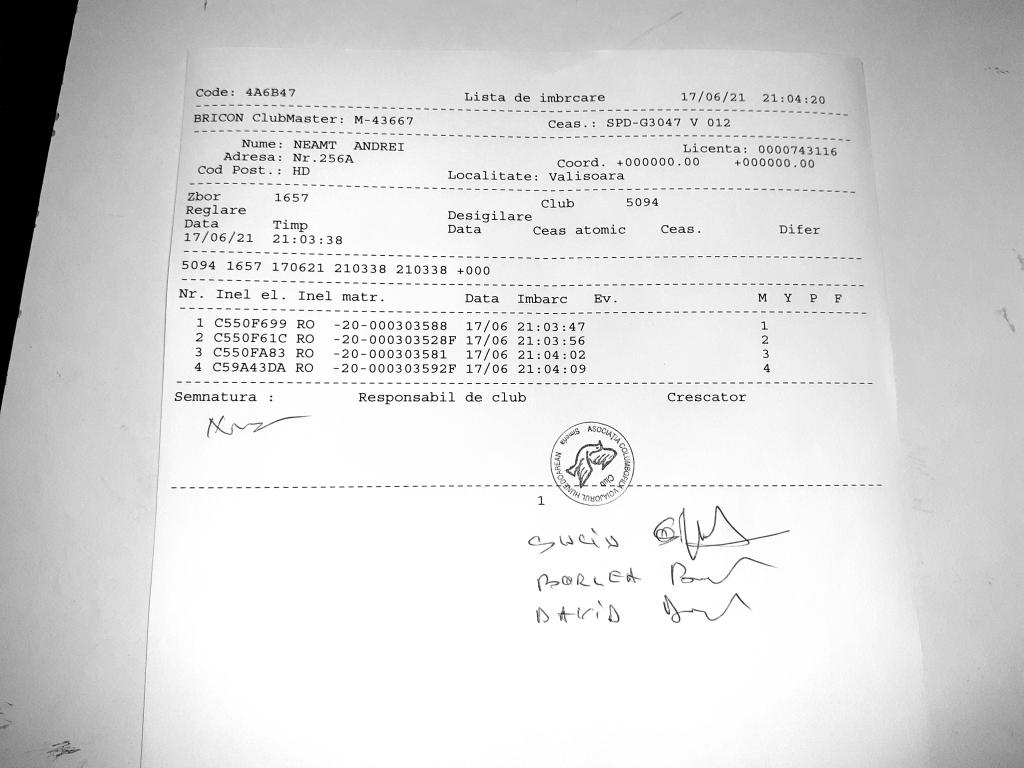 Code: 4A6B47 Lista de imbrcare 17/06/21 21:04:20
BRICON ClubMaster: M-43667 Ceas.: SPD-G3047 V 012
Nume: NEAMT ANDREI Licenta: 0000743116
Adresa: Nr.256A Coord. +000000.00 +000000.00
Cod Post.: HD Localitate: Valisoara
Zbor 1657 Club 5094
Reglare Desigilare
Data Timp Data Ceas atomic Ceas. Difer
17/06/21 21:03:38
5094 1657 170621 210338 210338 +000
Nr. Inel el. Inel matr. Data Imbarc Ev. M Y P F
1 C550F699 RO -20-000303588 17/06 21:03:47 1
2 C550F61C RO -20-000303528F 17/06 21:03:56 2
3 C550FA83 RO -20-000303581 17/06 21:04:02 3
4 C59A43DA RO -20-000303592F 17/06 21:04:09 4
Semnatura : Responsabil de club Crescator
ASOCIAȚIA COLUMBOFILĂ VOIAJORUL HUNEDOREAN Simeria
Club
1
SUCIU
BORLEA
DAVID